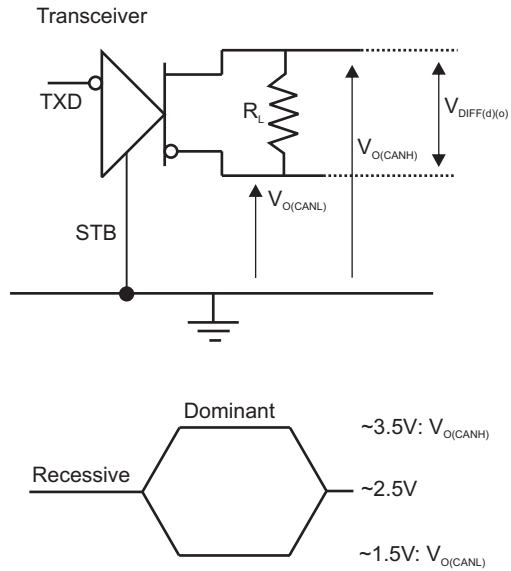 Transceiver
TXD
R_L
V_DIFF(d)(o)
V_O(CANH)
V_O(CANL)
STB
Dominant
~3.5V: V_O(CANH)
Recessive
~2.5V
~1.5V: V_O(CANL)